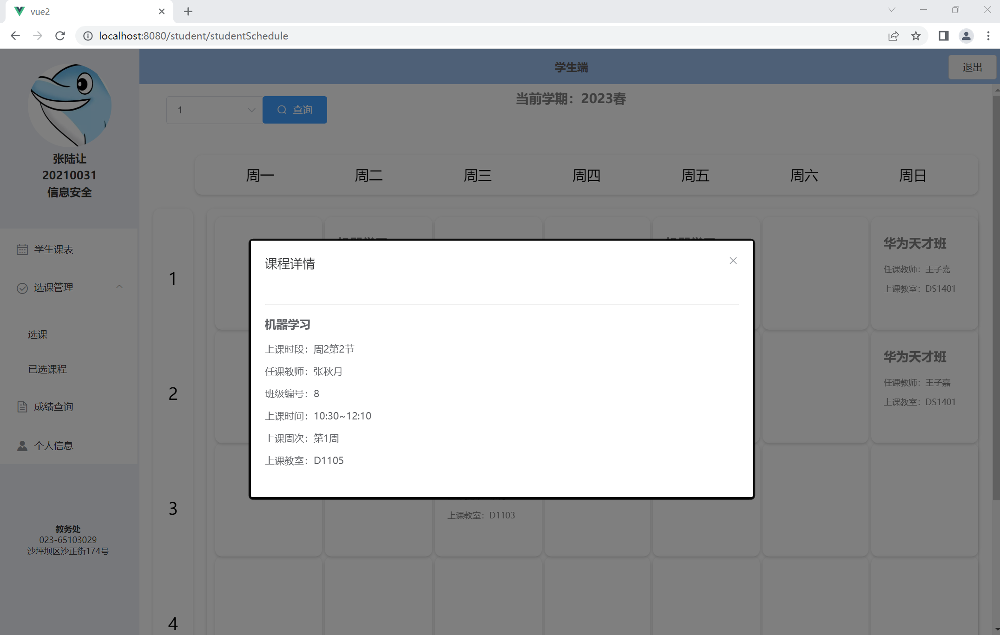 vue2
localhost:8080/student/studentSchedule
学生端
退出
张陆让
20210031
信息安全
学生课表
选课管理
选课
已选课程
成绩查询
个人信息
教务处
023-65103029
沙坪坝区沙正街174号
1
查询
当前学期：2023春
周一 周二 周三 周四 周五 周六 周日
1
2
3
4
机器学习
机器学习
华为天才班
任课教师：王子嘉
上课教室：DS1401
华为天才班
任课教师：王子嘉
上课教室：DS1401
上课教室：D1103
课程详情
机器学习
上课时段：周2第2节
任课教师：张秋月
班级编号：8
上课时间：10:30~12:10
上课周次：第1周
上课教室：D1105